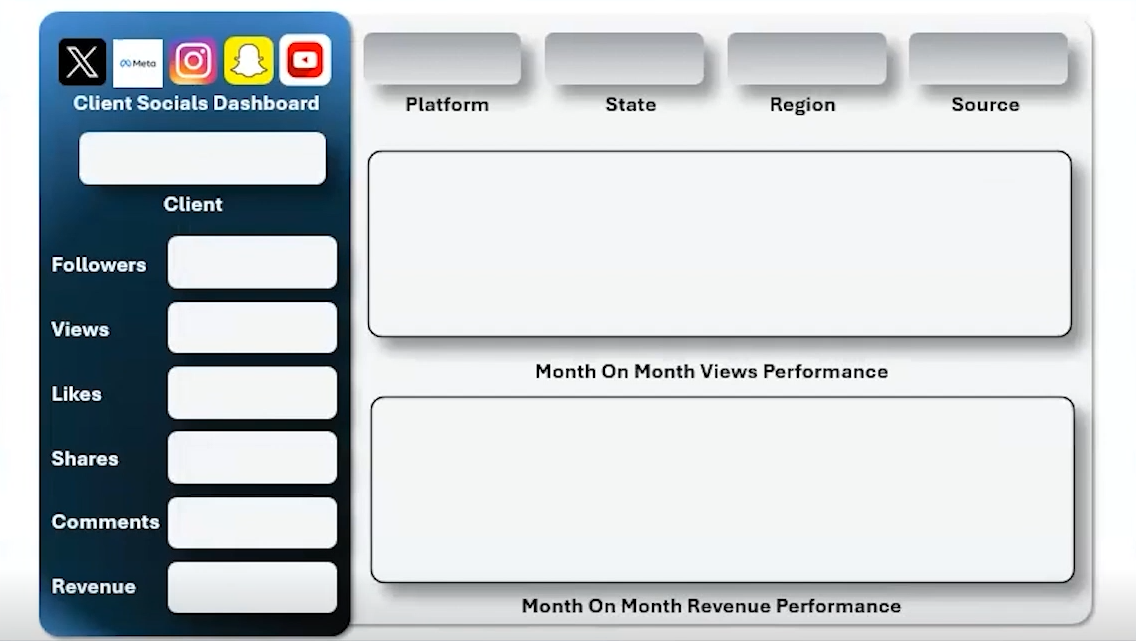 Meta
Client Socials Dashboard
Client
Followers
Views
Likes
Shares
Comments
Revenue
Platform
State
Region
Source
Month On Month Views Performance
Month On Month Revenue Performance